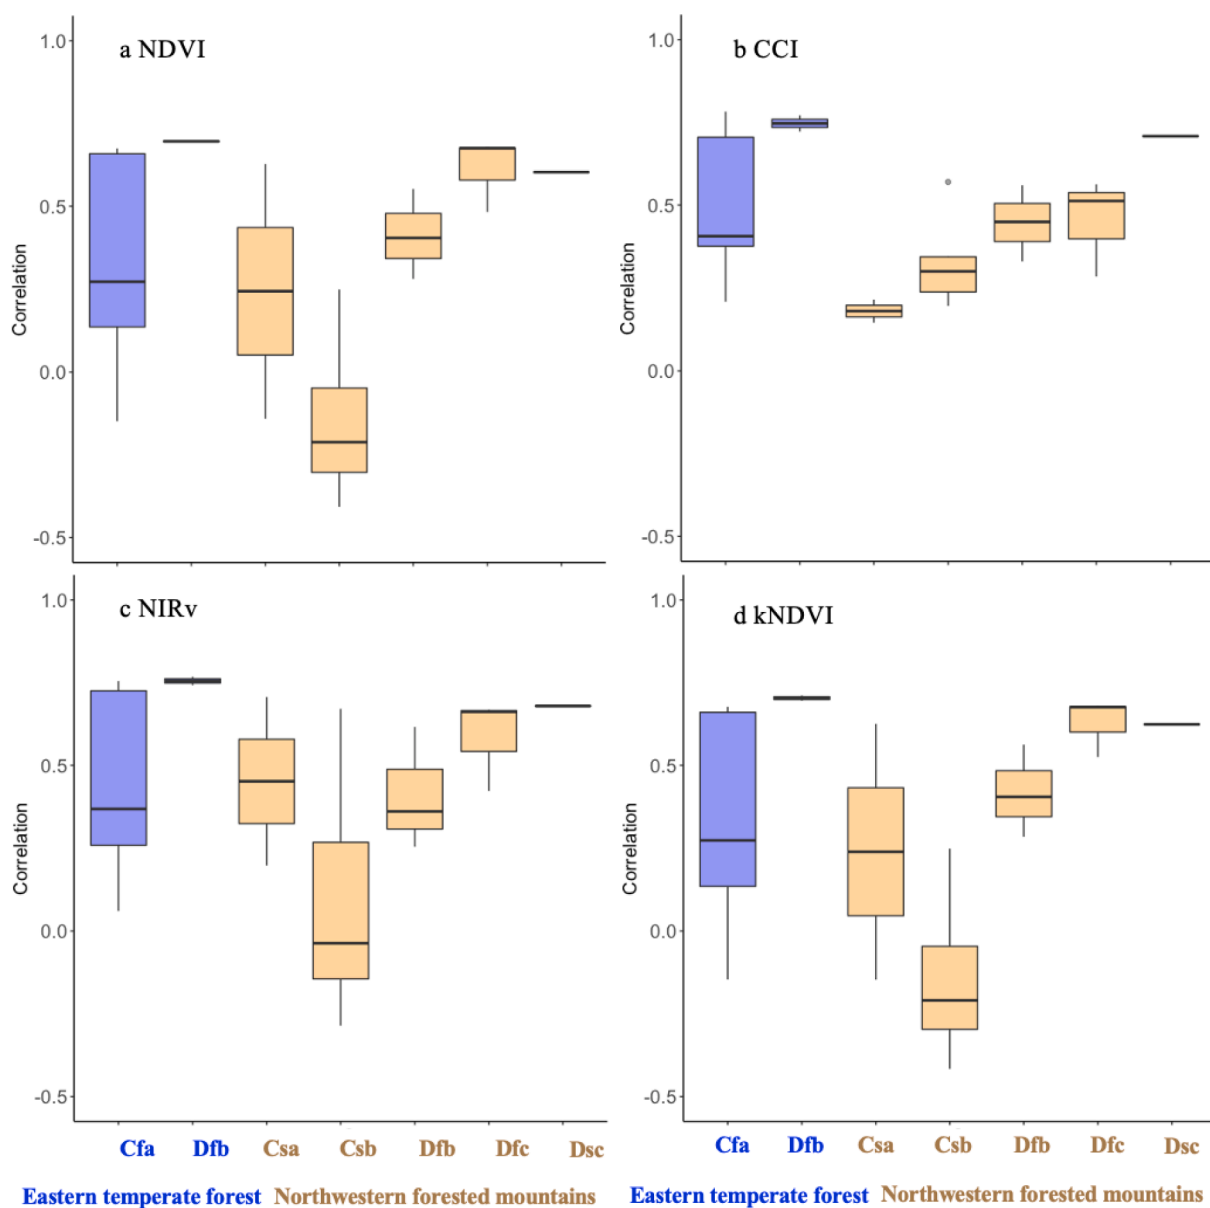 a NDVI
1.0
0.5
0.0
-0.5
Correlation
b CCI
1.0
0.5
0.0
-0.5
Correlation
c NIRv
1.0
0.5
0.0
-0.5
Correlation
d kNDVI
1.0
0.5
0.0
-0.5
Correlation
Cfa Dfb Csa Csb Dfb Dfc Dsc
Cfa Dfb Csa Csb Dfb Dfc Dsc
Eastern temperate forest Northwestern forested mountains
Eastern temperate forest Northwestern forested mountains